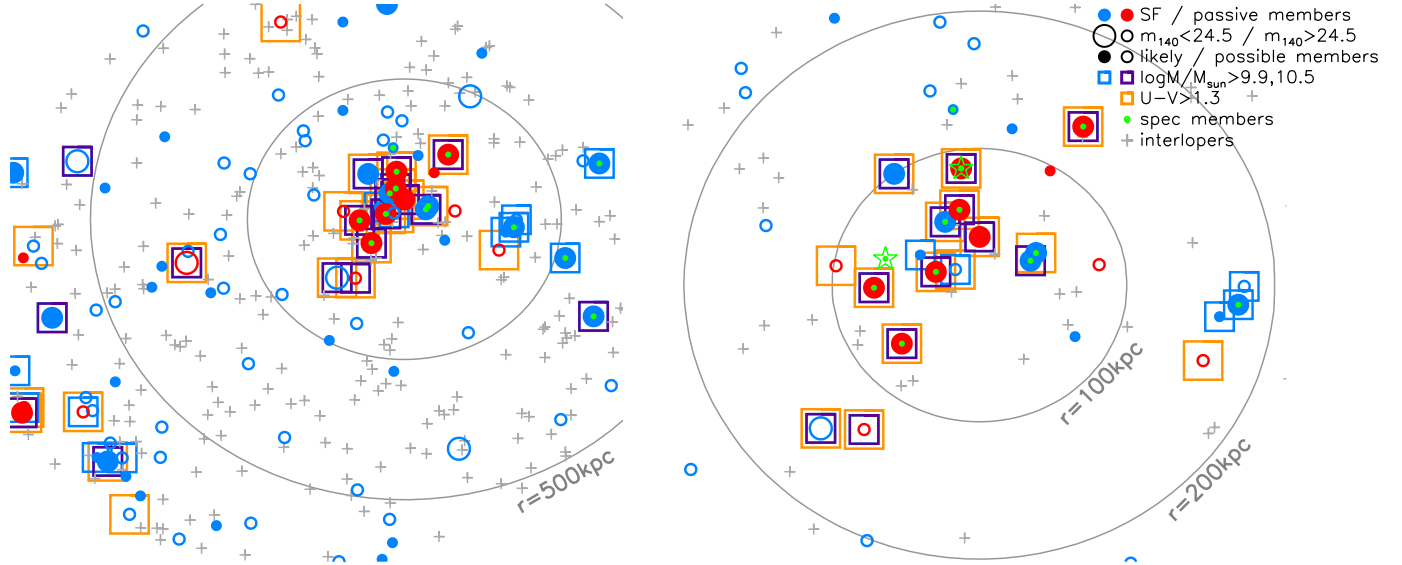 SF / passive members
m140<24.5 / m140>24.5
likely / possible members
logM/Msun>9.9,10.5
U-V>1.3
spec members
interlopers
r=100kpc
r=500kpc
r=200kpc